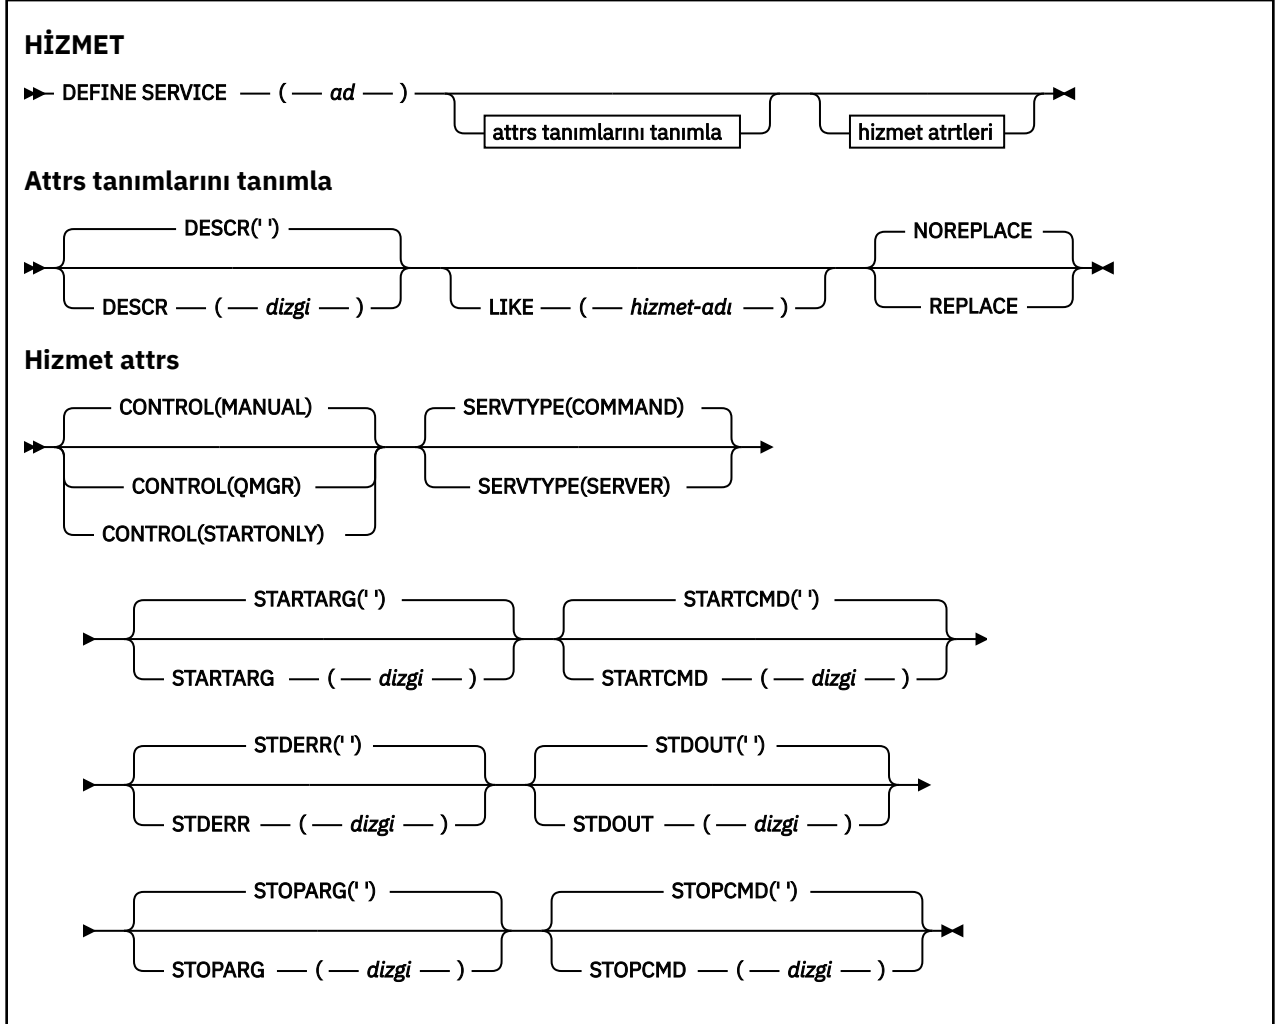 HİZMET
DEFINE SERVICE ( ad )
attrs tanımlarını tanımla hizmet atrtleri
Attrs tanımlarını tanımla
DESCR(' ') NOREPLACE
DESCR ( dizgi ) LIKE ( hizmet-adı ) REPLACE
Hizmet attrs
CONTROL(MANUAL) SERVTYPE(COMMAND)
CONTROL(QMGR) SERVTYPE(SERVER)
CONTROL(STARTONLY)
STARTARG(' ') STARTCMD(' ')
STARTARG ( dizgi ) STARTCMD ( dizgi )
STDERR(' ') STDOUT(' ')
STDERR ( dizgi ) STDOUT ( dizgi )
STOPARG(' ') STOPCMD(' ')
STOPARG ( dizgi ) STOPCMD ( dizgi )